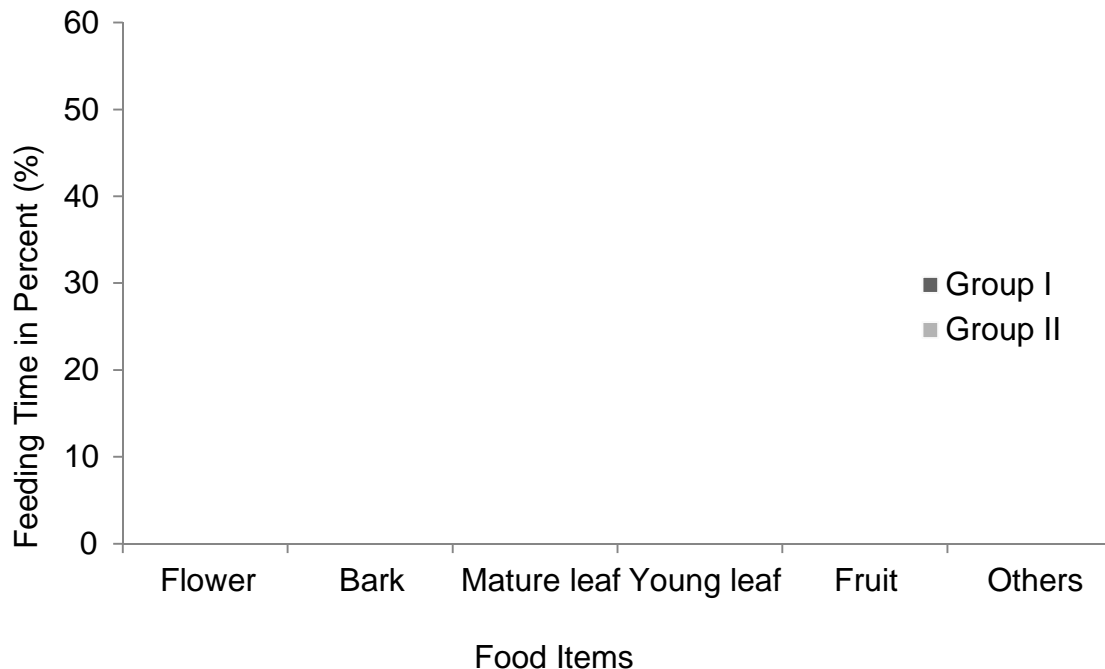 Feeding Time in Percent (%)
60
50
40
30
20
10
0
Group I
Group II
Flower Bark Mature leaf Young leaf Fruit Others
Food Items